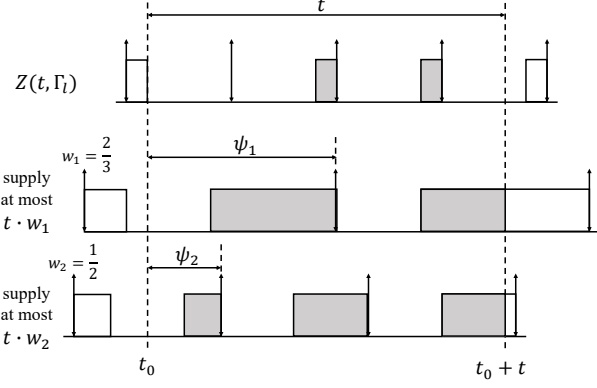 t
Z(t, Γ_l)
w_1 = 2/3
ψ_1
supply
at most
t · w_1
w_2 = 1/2
ψ_2
supply
at most
t · w_2
t_0
t_0 + t